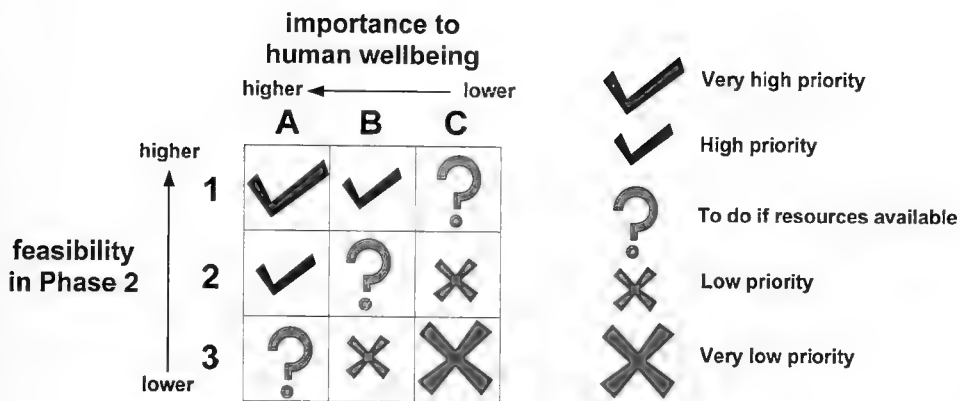 importance to
human wellbeing
higher lower
A B C
higher
1
feasibility
in Phase 2
2
3
lower
Very high priority
High priority
To do if resources available
Low priority
Very low priority